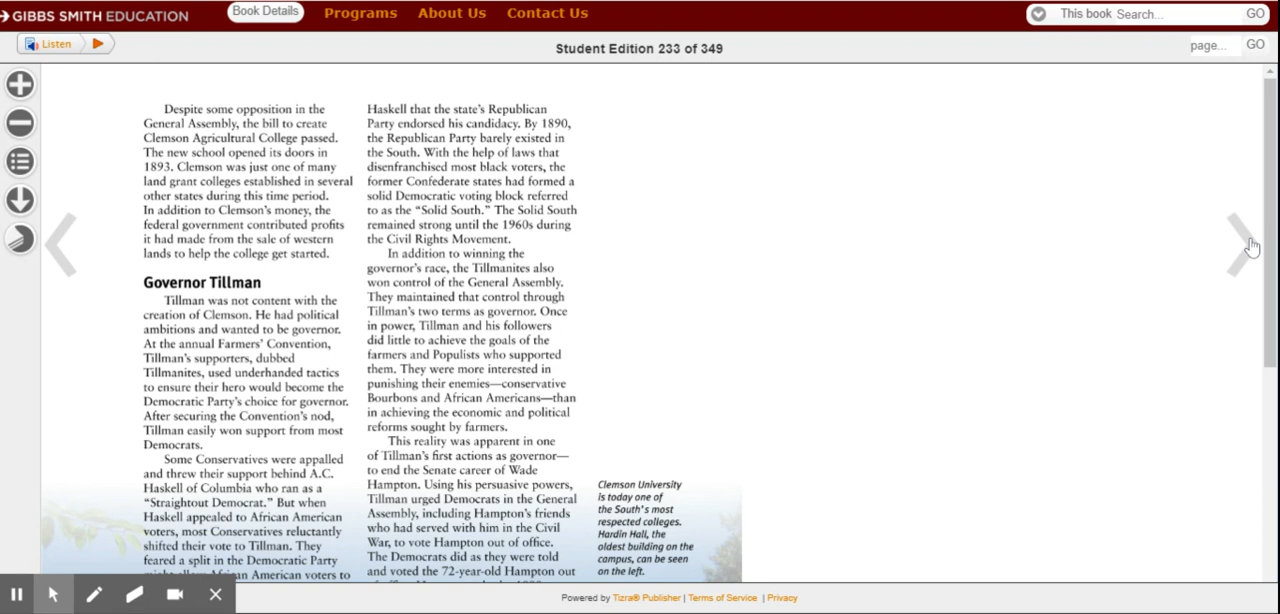 GIBBS SMITH EDUCATION
Book Details
Programs
About Us
Contact Us
This book Search...
GO
Listen
Student Edition 233 of 349
page...
GO
Despite some opposition in the
General Assembly, the bill to create
Clemson Agricultural College passed.
The new school opened its doors in
1893. Clemson was just one of many
land grant colleges established in several
other states during this time period.
In addition to Clemson's money, the
federal government contributed profits
it had made from the sale of western
lands to help the college get started.
Governor Tillman
Tillman was not content with the
creation of Clemson. He had political
ambitions and wanted to be governor.
At the annual Farmers' Convention,
Tillman's supporters, dubbed
Tillmanites, used underhanded tactics
to ensure their hero would become the
Democratic Party's choice for governor.
After securing the Convention's nod,
Tillman easily won support from most
Democrats.
Some Conservatives were appalled
and threw their support behind A.C.
Haskell of Columbia who ran as a
"Straightout Democrat." But when
Haskell appealed to African American
voters, most Conservatives reluctantly
shifted their vote to Tillman. They
feared a split in the Democratic Party
American voters to
Haskell that the state's Republican
Party endorsed his candidacy. By 1890,
the Republican Party barely existed in
the South. With the help of laws that
disenfranchised most black voters, the
former Confederate states had formed a
solid Democratic voting block referred
to as the "Solid South." The Solid South
remained strong until the 1960s during
the Civil Rights Movement.
In addition to winning the
governor's race, the Tillmanites also
won control of the General Assembly.
They maintained that control through
Tillman's two terms as governor. Once
in power, Tillman and his followers
did little to achieve the goals of the
farmers and Populists who supported
them. They were more interested in
punishing their enemies—conservative
Bourbons and African Americans—than
in achieving the economic and political
reforms sought by farmers.
This reality was apparent in one
of Tillman's first actions as governor—
to end the Senate career of Wade
Hampton. Using his persuasive powers,
Tillman urged Democrats in the General
Assembly, including Hampton's friends
who had served with him in the Civil
War, to vote Hampton out of office.
The Democrats did as they were told
and voted the 72-year-old Hampton out
Clemson University
is today one of
the South's most
respected colleges.
Hardin Hall, the
oldest building on the
campus, can be seen
on the left.
Powered by Tizra® Publisher | Terms of Service | Privacy